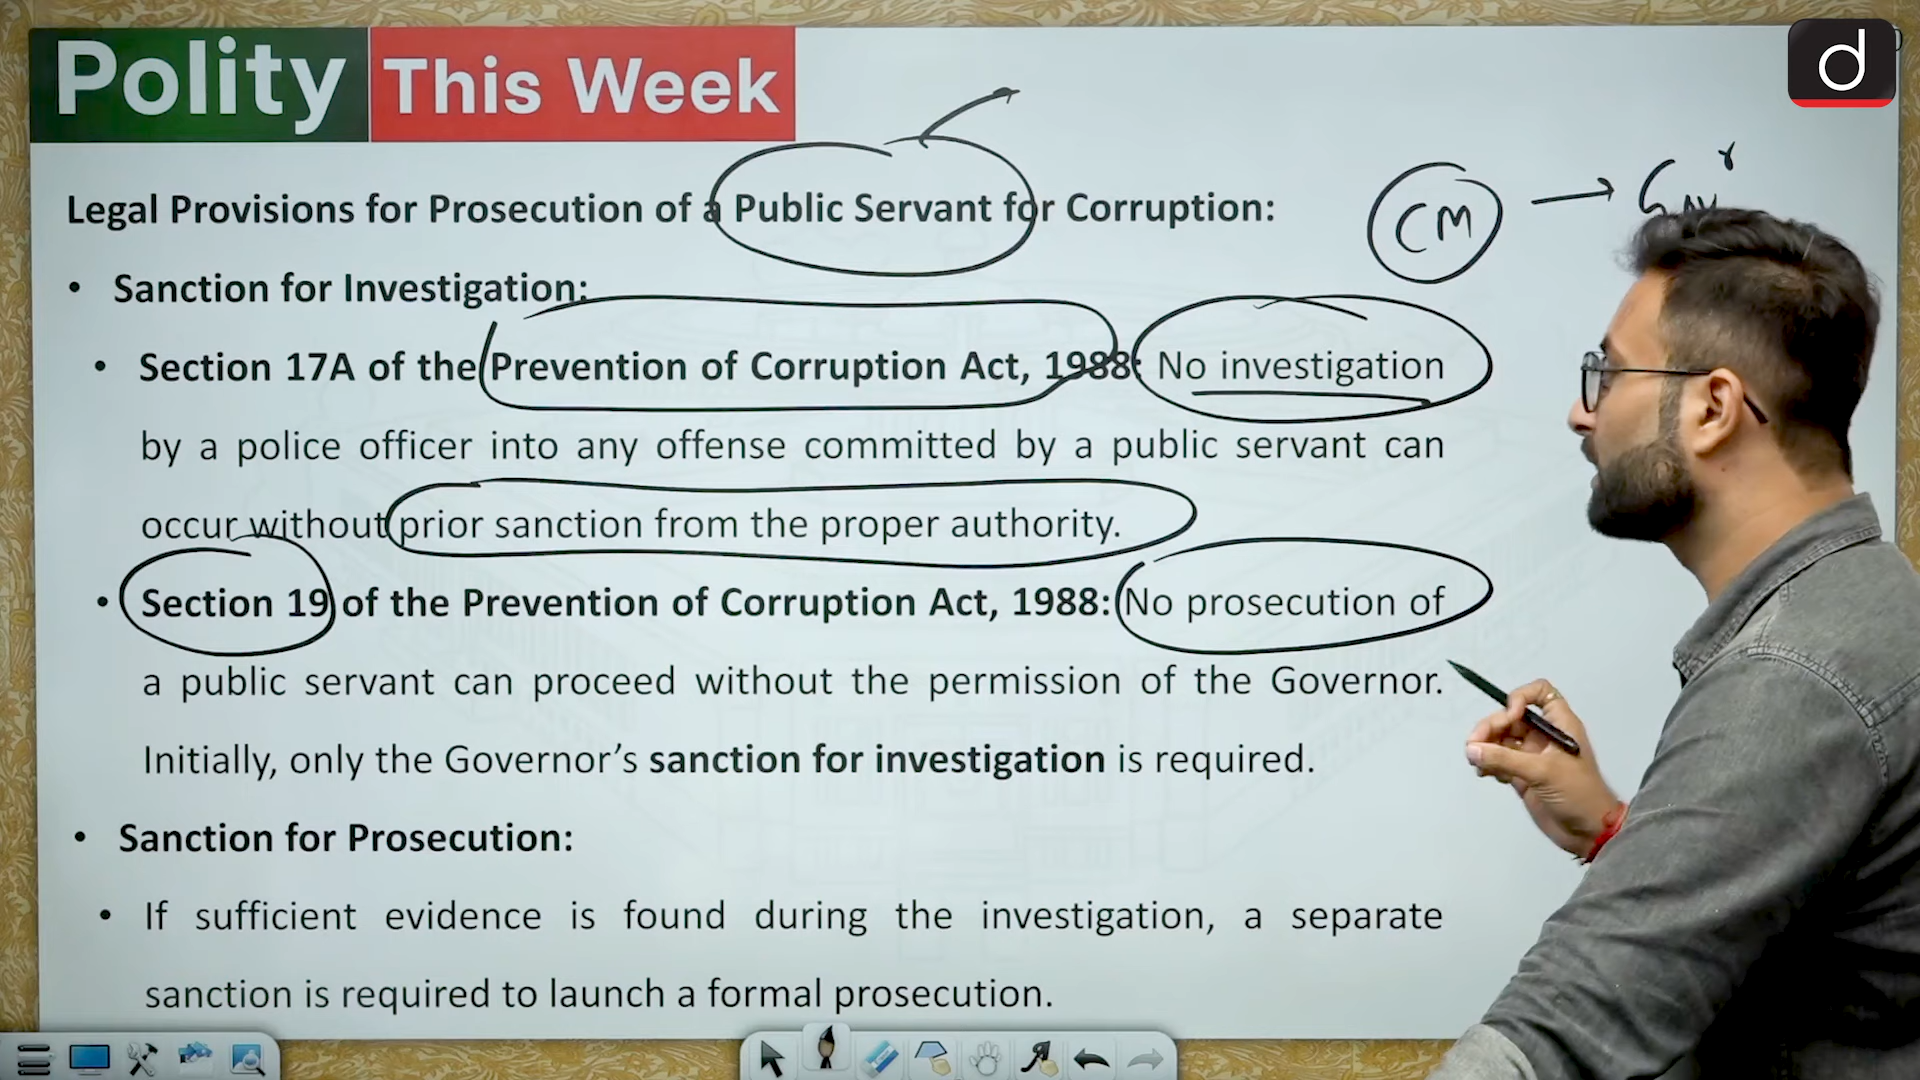 d
Polity This Week
CM → Gov r
Legal Provisions for Prosecution of a Public Servant for Corruption:
• Sanction for Investigation:
• Section 17A of the Prevention of Corruption Act, 1988: No investigation
by a police officer into any offense committed by a public servant can
occur without prior sanction from the proper authority.
• Section 19 of the Prevention of Corruption Act, 1988: No prosecution of
a public servant can proceed without the permission of the Governor.
Initially, only the Governor’s sanction for investigation is required.
• Sanction for Prosecution:
• If sufficient evidence is found during the investigation, a separate
sanction is required to launch a formal prosecution.